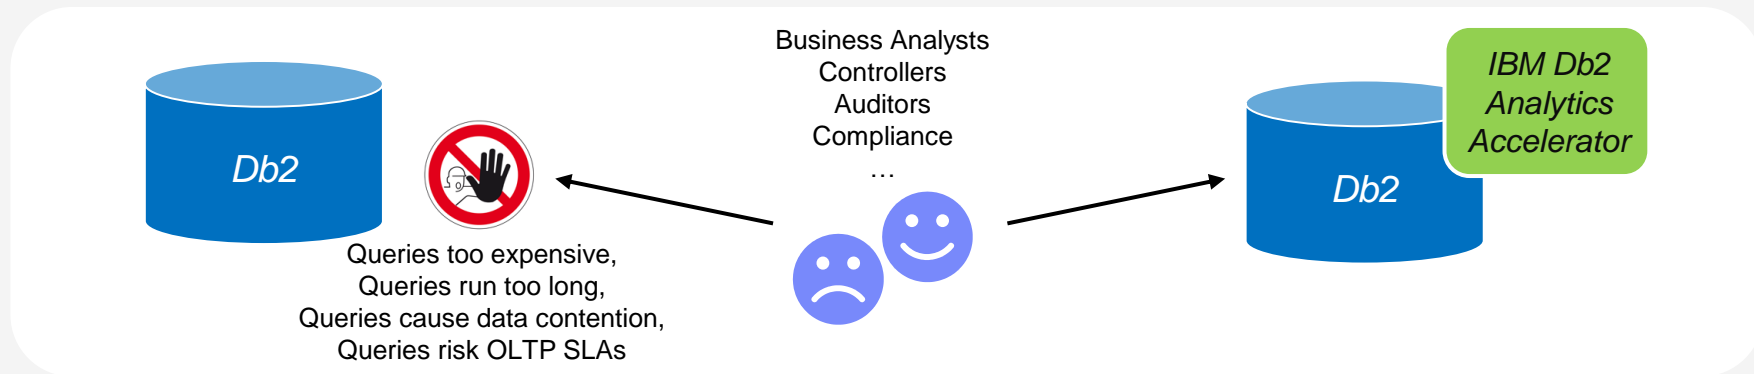 Db2
Queries too expensive,
Queries run too long,
Queries cause data contention,
Queries risk OLTP SLAs
Business Analysts
Controllers
Auditors
Compliance
…
IBM Db2
Analytics
Accelerator
Db2